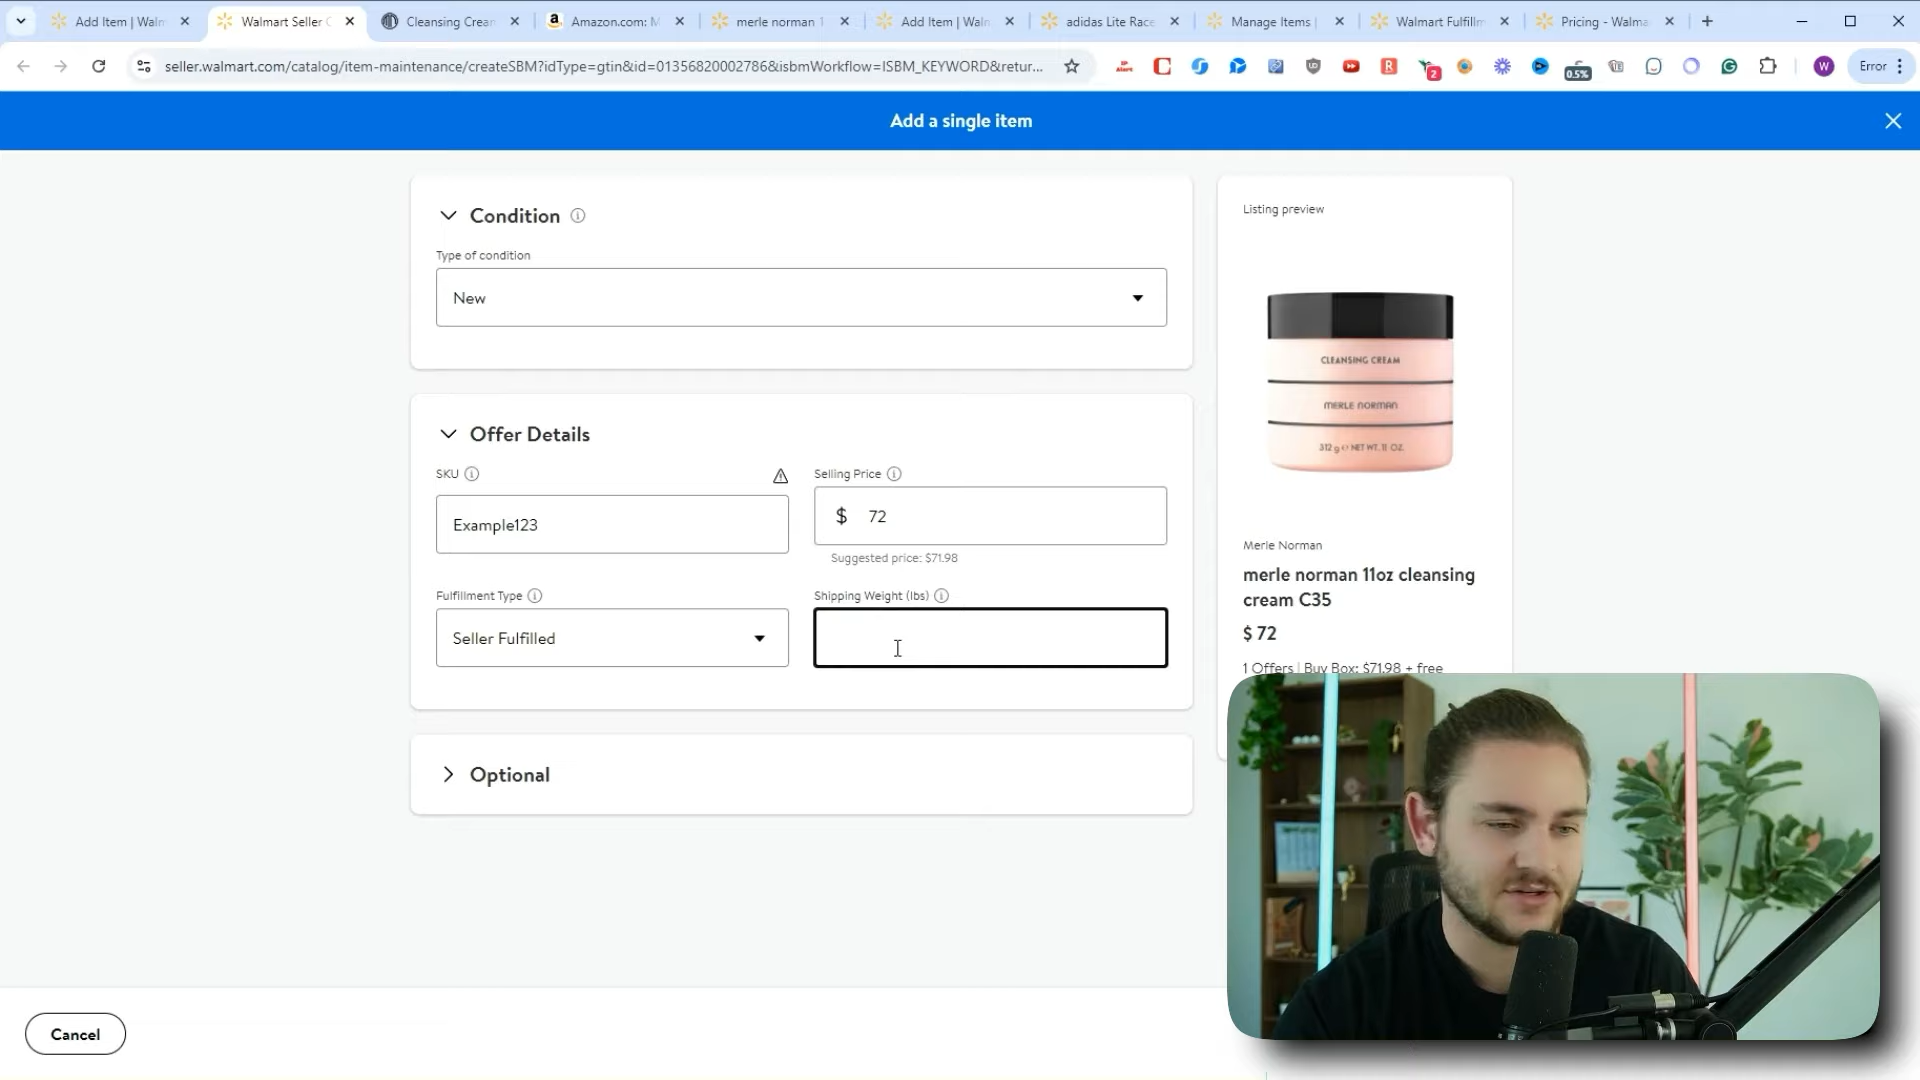 Add Item | Waln
Walmart Seller C
Cleansing Crean
Amazon.com: M
merle norman 1
Add Item | Waln
adidas Lite Race
Manage Items |
Walmart Fulfillm
Pricing - Walma
seller.walmart.com/catalog/item-maintenance/createSBM?idType=gtin&id=01356820002786&isbmWorkflow=ISBM_KEYWORD&retur...
2
0.5%
W
Error
Add a single item
Condition
Type of condition
New
Offer Details
SKU
Example123
Selling Price
$ 72
Suggested price: $71.98
Fulfillment Type
Seller Fulfilled
Shipping Weight (lbs)
Optional
Listing preview
CLEANSING CREAM
MERLE NORMAN
312 g e NET WT. 11 OZ.
Merle Norman
merle norman 11oz cleansing
cream C35
$ 72
1 Offers | Buy Box: $71.98 + free
Cancel